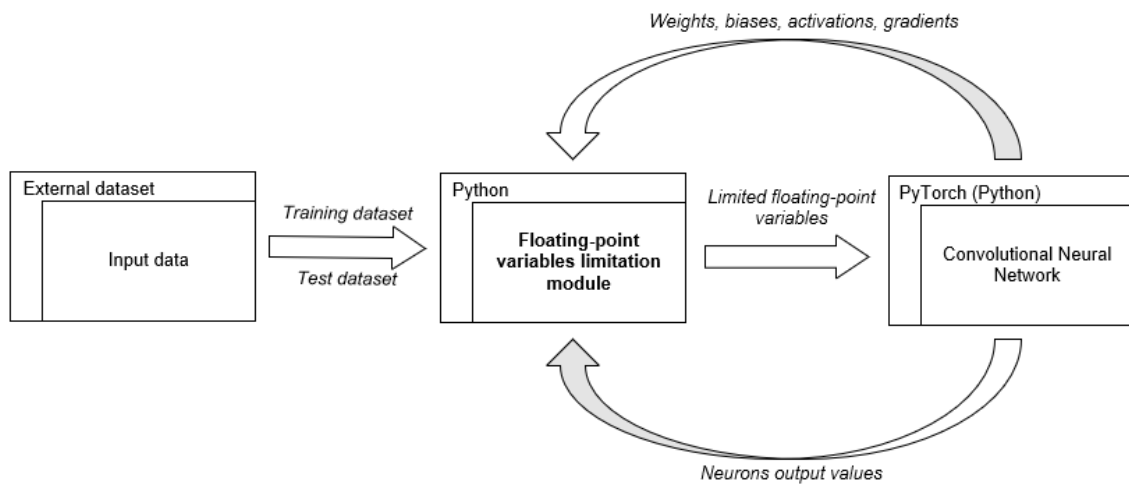 Weights, biases, activations, gradients
External dataset
Input data
Training dataset
Test dataset
Python
Floating-point
variables limitation
module
Limited floating-point
variables
PyTorch (Python)
Convolutional Neural
Network
Neurons output values